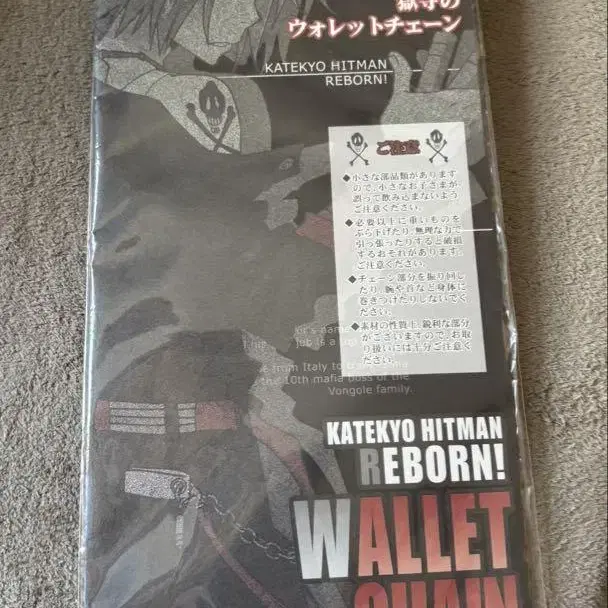 獄寺の
ウォレットチェーン
KATEKYO HITMAN
REBORN!
ご注意
◆小さな部品類があります
ので、小さなお子さまが、
誤って飲み込まないよう
ご注意ください。
◆必要以上に重いものを
ぶら下げたり、無理な力で
引っ張ったりすると破損
するおそれがあります。
ご注意ください。
◆チェーン部分を振り回し
たり、腕や首など身体に
巻きつけたりしないでく
ださい。
◆素材の性質上、鋭利な部分
がございますので、お取
り扱いには十分ご注意く
ださい。
name
is a
from Italy to
the 10th mafia boss of the
Vongole family.
KATEKYO HITMAN
REBORN!
WALLET
CHAIN